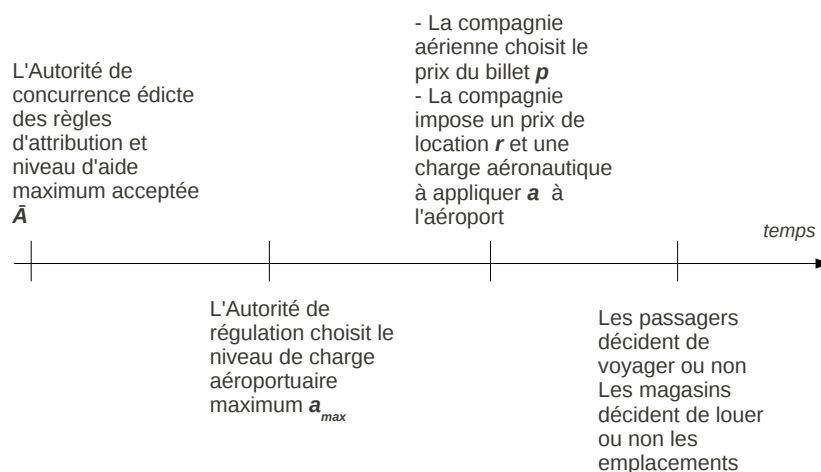 L'Autorité de
concurrence édicte
des règles
d'attribution et
niveau d'aide
maximum acceptée
Ā
- La compagnie
aérienne choisit le
prix du billet p
- La compagnie
impose un prix de
location r et une
charge aéronautique
à appliquer a à
l'aéroport
temps
L'Autorité de
régulation choisit le
niveau de charge
aéroportuaire
maximum amax
Les passagers
décident de
voyager ou non
Les magasins
décident de louer
ou non les
emplacements